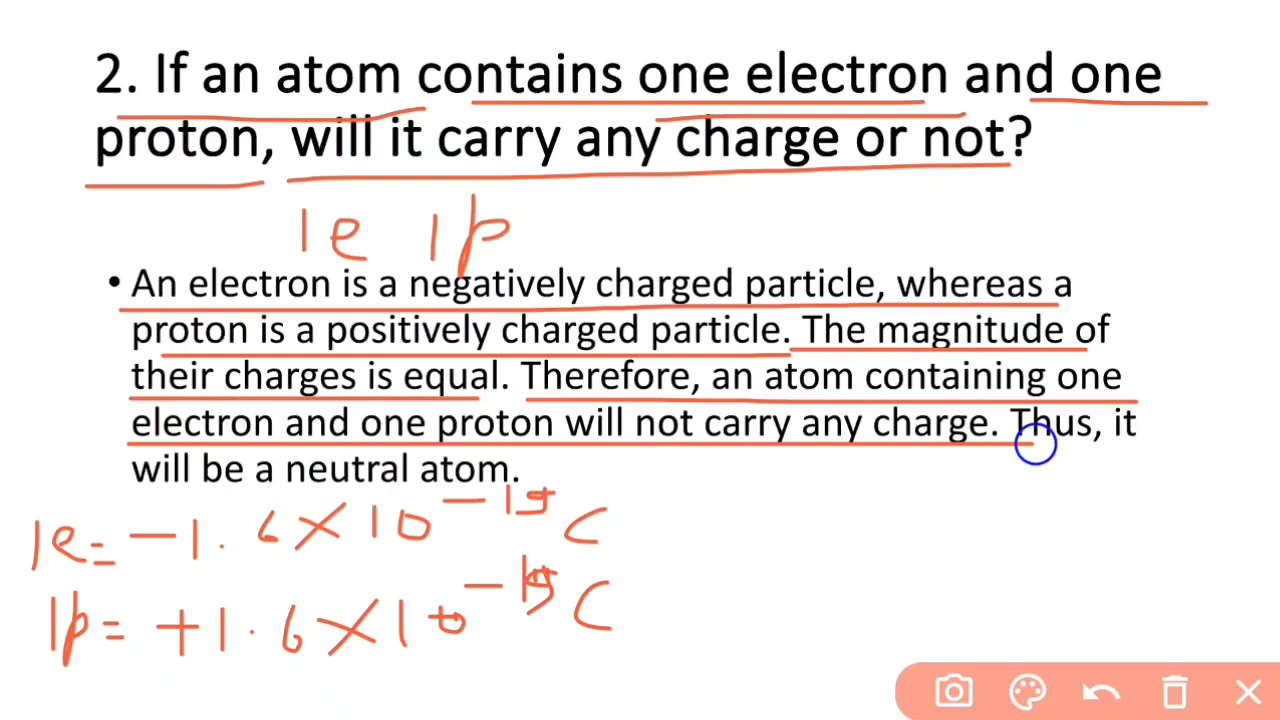 2. If an atom contains one electron and one
proton, will it carry any charge or not?
1e 1p
• An electron is a negatively charged particle, whereas a
proton is a positively charged particle. The magnitude of
their charges is equal. Therefore, an atom containing one
electron and one proton will not carry any charge. Thus, it
will be a neutral atom.
1e = -1.6 × 10^-19 C
1p = +1.6 × 10^-19 C